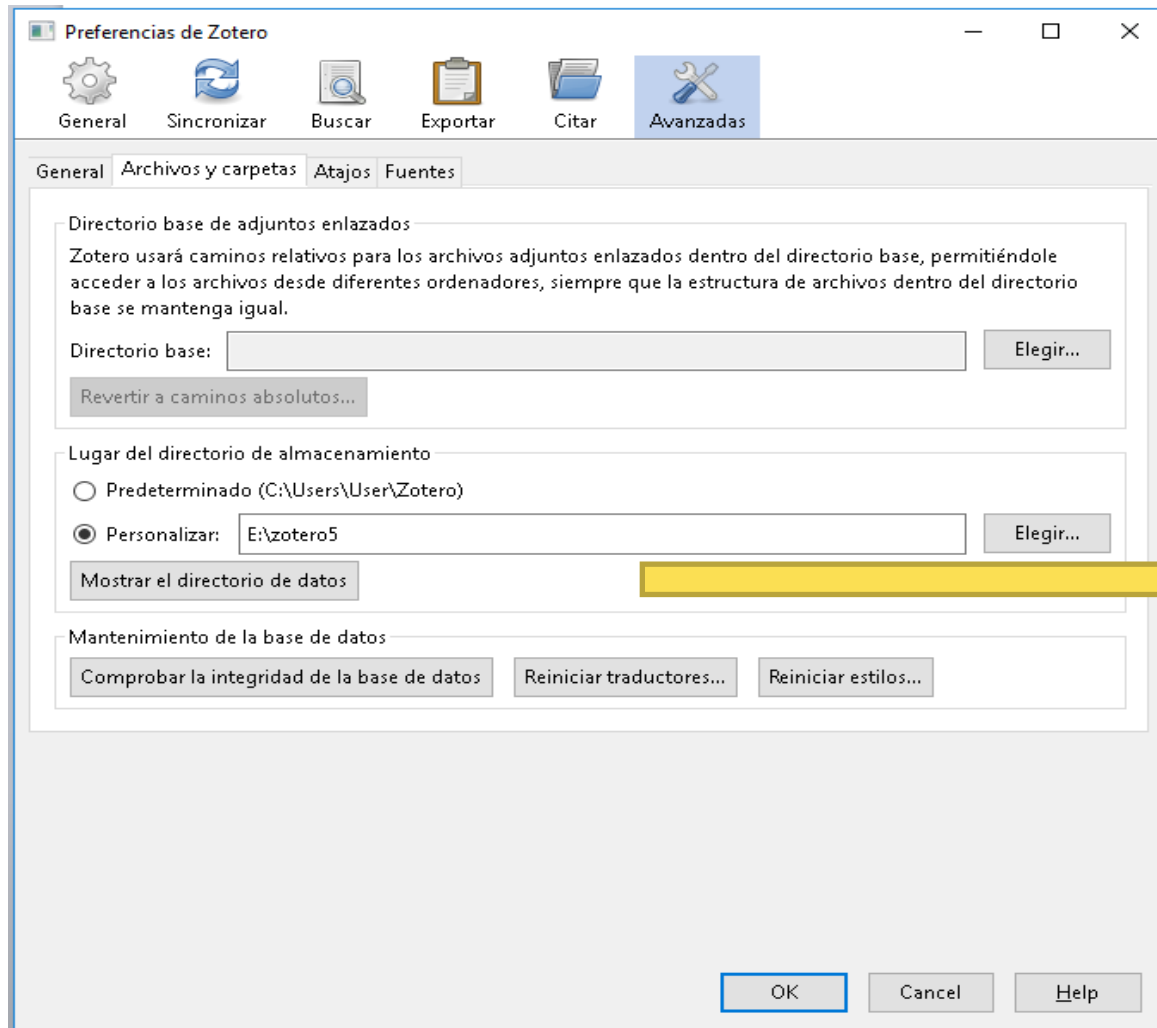 Preferencias de Zotero
General Sincronizar Buscar Exportar Citar Avanzadas
General Archivos y carpetas Atajos Fuentes
Directorio base de adjuntos enlazados
Zotero usará caminos relativos para los archivos adjuntos enlazados dentro del directorio base, permitiéndole
acceder a los archivos desde diferentes ordenadores, siempre que la estructura de archivos dentro del directorio
base se mantenga igual.
Directorio base: Elegir...
Revertir a caminos absolutos...
Lugar del directorio de almacenamiento
Predeterminado (C:\Users\User\Zotero)
Personalizar: E:\zotero5 Elegir...
Mostrar el directorio de datos
Mantenimiento de la base de datos
Comprobar la integridad de la base de datos Reiniciar traductores... Reiniciar estilos...
OK Cancel Help